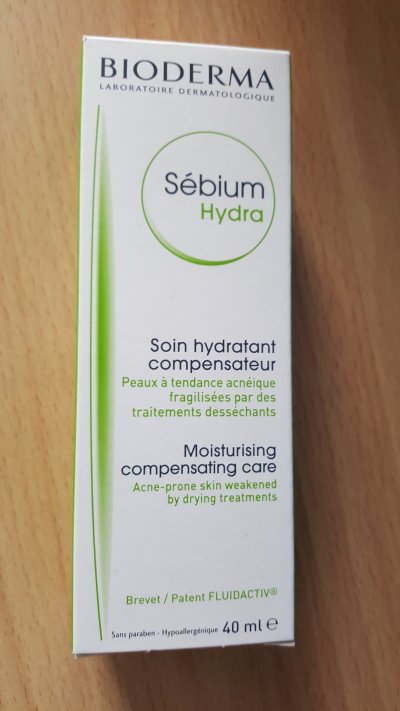 BIODERMA
LABORATOIRE DERMATOLOGIQUE
Sébium
Hydra
Soin hydratant
compensateur
Peaux à tendance acnéique
fragilisées par des
traitements desséchants
Moisturising
compensating care
Acne-prone skin weakened
by drying treatments
Brevet / Patent FLUIDACTIV®
Sans paraben - Hypoallergénique 40 ml ℮